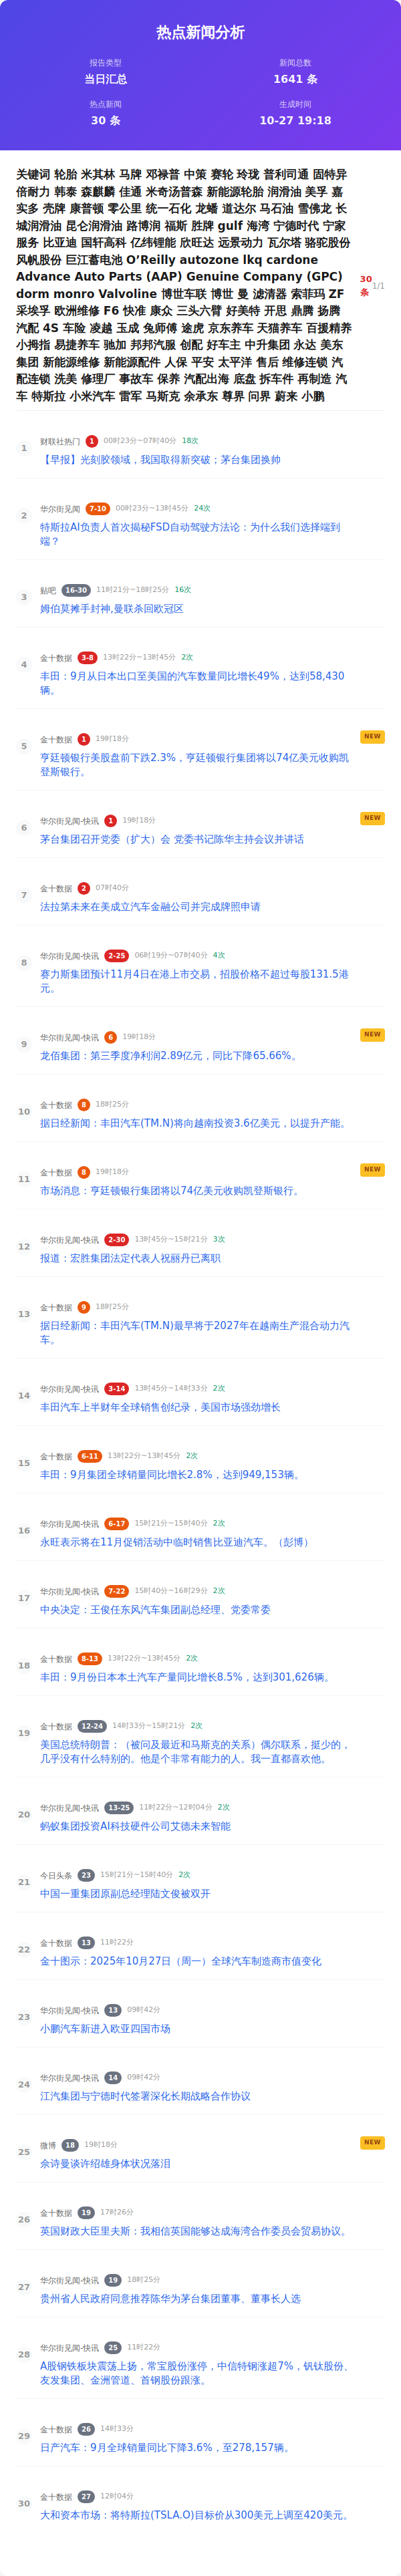 热点新闻分析
报告类型
当日汇总
新闻总数
1641 条
热点新闻
30 条
生成时间
10-27 19:18
关键词 轮胎 米其林 马牌 邓禄普 中策 赛轮 玲珑 普利司通 固特异
倍耐力 韩泰 森麒麟 佳通 米奇汤普森 新能源轮胎 润滑油 美孚 嘉
实多 壳牌 康普顿 零公里 统一石化 龙蟠 道达尔 马石油 雪佛龙 长
城润滑油 昆仑润滑油 路博润 福斯 胜牌 gulf 海湾 宁德时代 宁家
服务 比亚迪 国轩高科 亿纬锂能 欣旺达 远景动力 瓦尔塔 骆驼股份
风帆股份 巨江蓄电池 O’Reilly autozone lkq cardone
Advance Auto Parts (AAP) Genuine Company (GPC)
dorm monro Valvoline 博世车联 博世 曼 滤清器 索菲玛 ZF
采埃孚 欧洲维修 F6 快准 康众 三头六臂 好美特 开思 鼎腾 扬腾
汽配 4S 车险 凌越 玉成 兔师傅 途虎 京东养车 天猫养车 百援精养
小拇指 易捷养车 驰加 邦邦汽服 创配 好车主 中升集团 永达 美东
集团 新能源维修 新能源配件 人保 平安 太平洋 售后 维修连锁 汽
配连锁 洗美 修理厂 事故车 保养 汽配出海 底盘 拆车件 再制造 汽
车 特斯拉 小米汽车 雷军 马斯克 余承东 尊界 问界 蔚来 小鹏
30
条
1/1
1
财联社热门 1 00时23分~07时40分 18次
【早报】光刻胶领域，我国取得新突破；茅台集团换帅
2
华尔街见闻 7-10 00时23分~13时45分 24次
特斯拉AI负责人首次揭秘FSD自动驾驶方法论：为什么我们选择端到
端？
3
贴吧 16-30 11时21分~18时25分 16次
姆伯莫摊手封神,曼联杀回欧冠区
4
金十数据 3-8 13时22分~13时45分 2次
丰田：9月从日本出口至美国的汽车数量同比增长49%，达到58,430
辆。
5
金十数据 1 19时18分
NEW
亨廷顿银行美股盘前下跌2.3%，亨廷顿银行集团将以74亿美元收购凯
登斯银行。
6
华尔街见闻-快讯 1 19时18分
NEW
茅台集团召开党委（扩大）会 党委书记陈华主持会议并讲话
7
金十数据 2 07时40分
法拉第未来在美成立汽车金融公司并完成牌照申请
8
华尔街见闻-快讯 2-25 06时19分~07时40分 4次
赛力斯集团预计11月4日在港上市交易，招股价格不超过每股131.5港
元。
9
华尔街见闻-快讯 6 19时18分
NEW
龙佰集团：第三季度净利润2.89亿元，同比下降65.66%。
10
金十数据 8 18时25分
据日经新闻：丰田汽车(TM.N)将向越南投资3.6亿美元，以提升产能。
11
金十数据 8 19时18分
NEW
市场消息：亨廷顿银行集团将以74亿美元收购凯登斯银行。
12
华尔街见闻-快讯 2-30 13时45分~15时21分 3次
报道：宏胜集团法定代表人祝丽丹已离职
13
金十数据 9 18时25分
据日经新闻：丰田汽车(TM.N)最早将于2027年在越南生产混合动力汽
车。
14
华尔街见闻-快讯 3-14 13时45分~14时33分 2次
丰田汽车上半财年全球销售创纪录，美国市场强劲增长
15
金十数据 6-11 13时22分~13时45分 2次
丰田：9月集团全球销量同比增长2.8%，达到949,153辆。
16
华尔街见闻-快讯 6-17 15时21分~15时40分 2次
永旺表示将在11月促销活动中临时销售比亚迪汽车。（彭博）
17
华尔街见闻-快讯 7-22 15时40分~16时29分 2次
中央决定：王俊任东风汽车集团副总经理、党委常委
18
金十数据 8-13 13时22分~13时45分 2次
丰田：9月份日本本土汽车产量同比增长8.5%，达到301,626辆。
19
金十数据 12-24 14时33分~15时21分 2次
美国总统特朗普：（被问及最近和马斯克的关系）偶尔联系，挺少的，
几乎没有什么特别的。他是个非常有能力的人。我一直都喜欢他。
20
华尔街见闻-快讯 13-25 11时22分~12时04分 2次
蚂蚁集团投资AI科技硬件公司艾德未来智能
21
今日头条 23 15时21分~15时40分 2次
中国一重集团原副总经理陆文俊被双开
22
金十数据 13 11时22分
金十图示：2025年10月27日（周一）全球汽车制造商市值变化
23
华尔街见闻-快讯 13 09时42分
小鹏汽车新进入欧亚四国市场
24
华尔街见闻-快讯 14 09时42分
江汽集团与宁德时代签署深化长期战略合作协议
25
微博 18 19时18分
NEW
佘诗曼谈许绍雄身体状况落泪
26
金十数据 19 17时26分
英国财政大臣里夫斯：我相信英国能够达成海湾合作委员会贸易协议。
27
华尔街见闻-快讯 19 18时25分
贵州省人民政府同意推荐陈华为茅台集团董事、董事长人选
28
华尔街见闻-快讯 25 11时22分
A股钢铁板块震荡上扬，常宝股份涨停，中信特钢涨超7%，钒钛股份、
友发集团、金洲管道、首钢股份跟涨。
29
金十数据 26 14时33分
日产汽车：9月全球销量同比下降3.6%，至278,157辆。
30
金十数据 27 12时04分
大和资本市场：将特斯拉(TSLA.O)目标价从300美元上调至420美元。